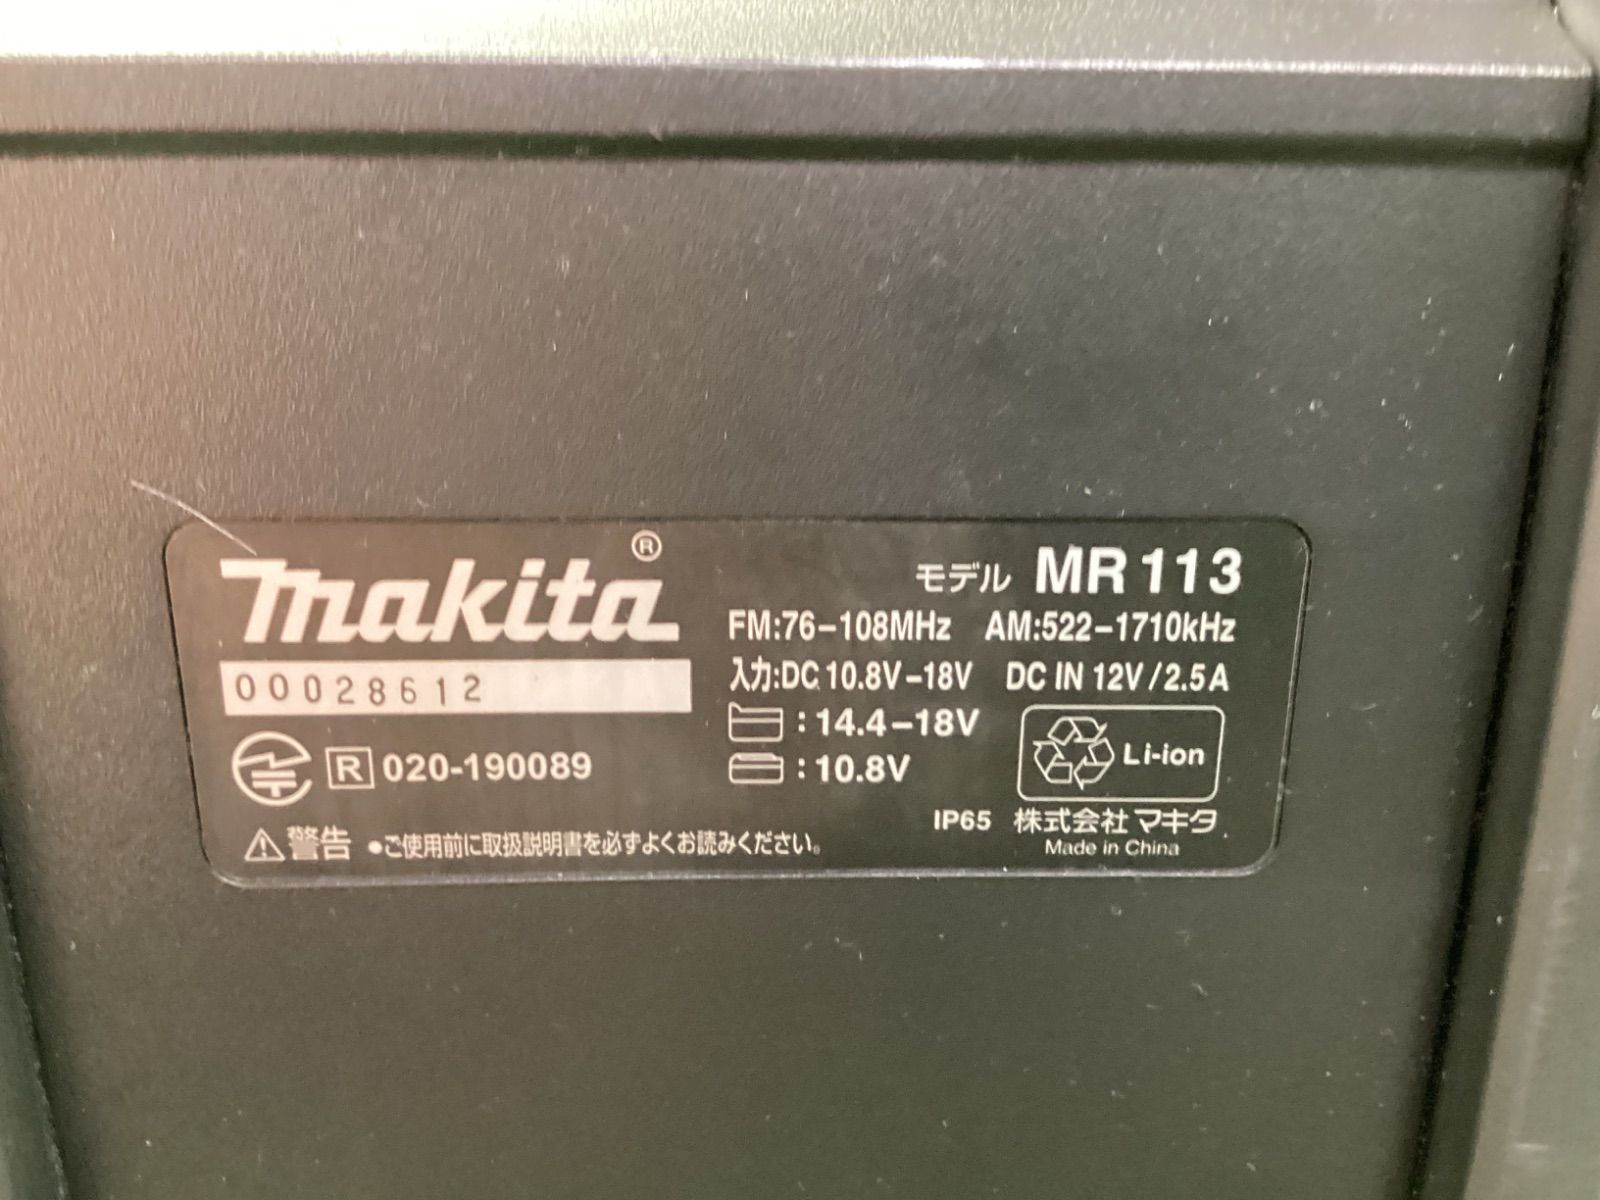 makita®
00028612
R 020-190089
モデル MR113
FM:76-108MHz AM:522-1710kHz
入力:DC 10.8V-18V DC IN 12V/2.5A
:14.4-18V
:10.8V
Li-ion
IP65 株式会社マキタ
Made in China
⚠警告 ●ご使用前に取扱説明書を必ずよくお読みください。